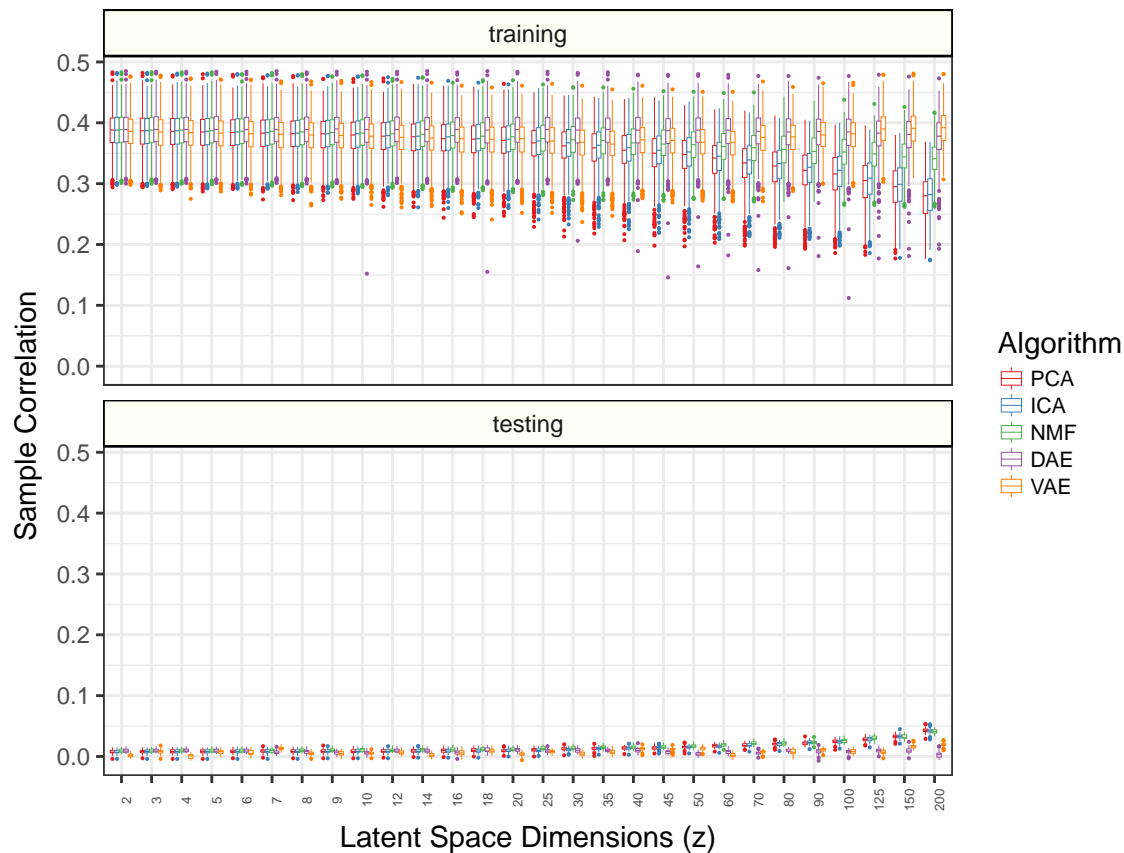 training
0.5
0.4
0.3
0.2
0.1
0.0
testing
0.5
0.4
0.3
0.2
0.1
0.0
Sample Correlation
2 3 4 5 6 7 8 9 10 12 14 16 18 20 25 30 35 40 45 50 60 70 80 90 100 125 150 200
Latent Space Dimensions (z)
Algorithm
PCA
ICA
NMF
DAE
VAE